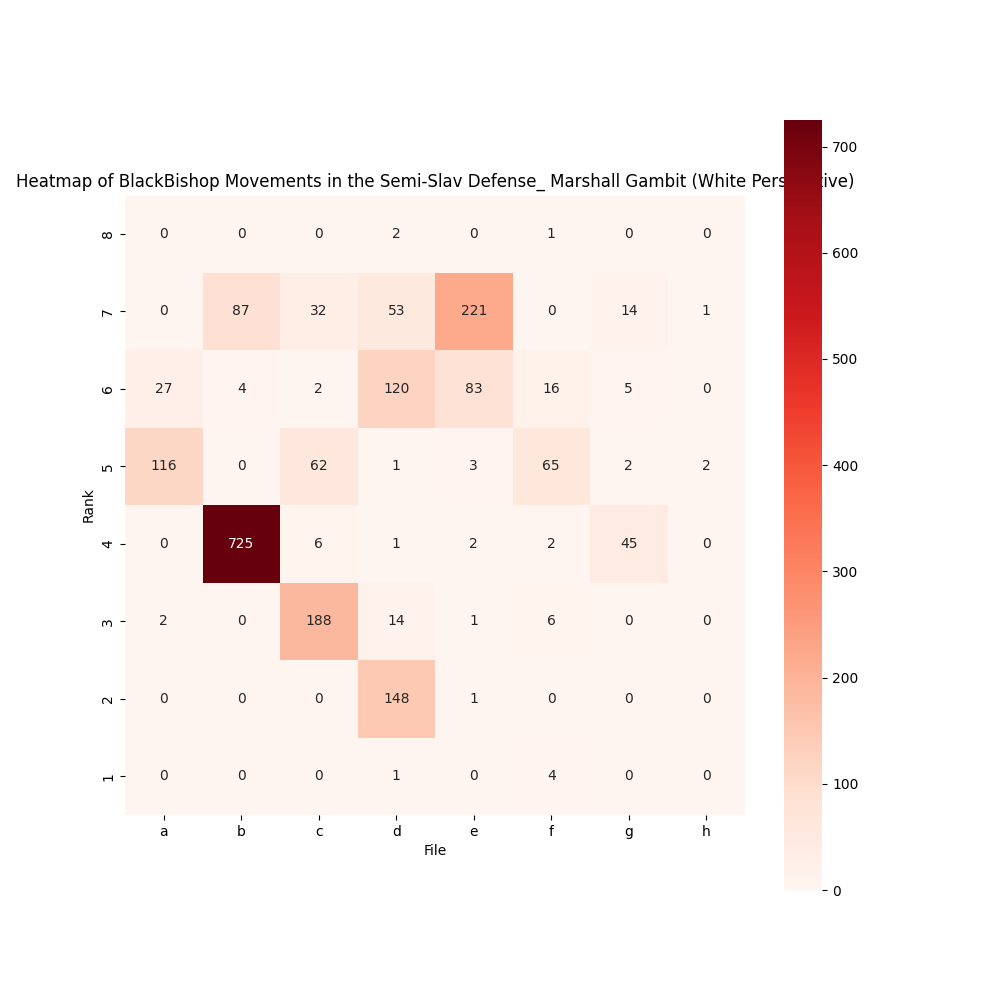 Heatmap of BlackBishop Movements in the Semi-Slav Defense_ Marshall Gambit (White Perspective)
8 0 0 0 2 0 1 0 0
7 0 87 32 53 221 0 14 1
6 27 4 2 120 83 16 5 0
5 116 0 62 1 3 65 2 2
4 0 725 6 1 2 2 45 0
3 2 0 188 14 1 6 0 0
2 0 0 0 148 1 0 0 0
1 0 0 0 1 0 4 0 0
a b c d e f g h
File
Rank
700
600
500
400
300
200
100
0